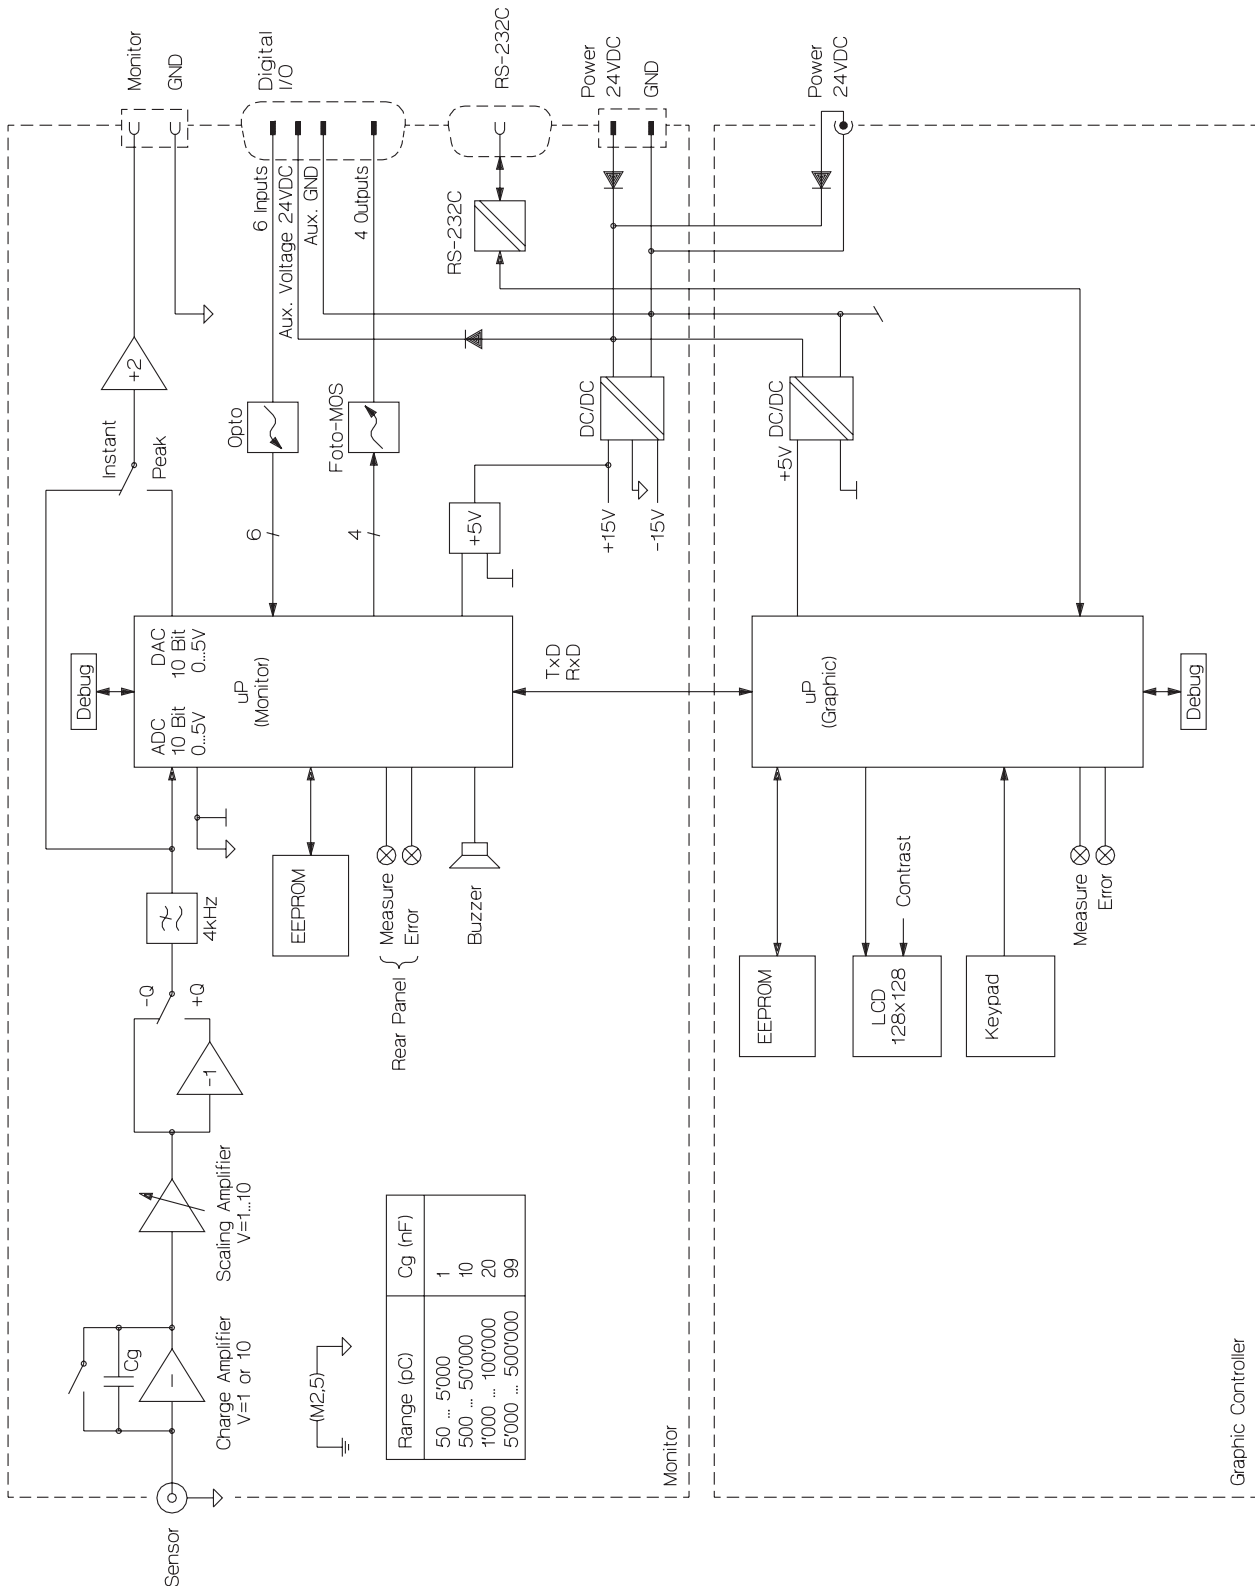 Sensor
Charge Amplifier
V=1 or 10
Cg
Scaling Amplifier
V=1...10
-1
-Q
+Q
4kHz
Debug
ADC
10 Bit
0...5V
DAC
10 Bit
0...5V
uP
(Monitor)
Instant
Peak
+2
Monitor
GND
6
Opto
6 Inputs
Aux. Voltage 24VDC
Aux. GND
4
Foto-MOS
4 Outputs
Digital
I/O
RS-232C
RS-232C
+5V
+15V
-15V
DC/DC
Power
24VDC
GND
EEPROM
Rear Panel
Measure
Error
Buzzer
(M2,5)
Range (pC)
Cg (nF)
50 ... 5'000
1
500 ... 50'000
10
1'000 ... 100'000
20
5'000 ... 500'000
99
Monitor
TxD
RxD
+5V
DC/DC
Power
24VDC
uP
(Graphic)
Debug
EEPROM
LCD
128x128
Contrast
Keypad
Measure
Error
Graphic Controller